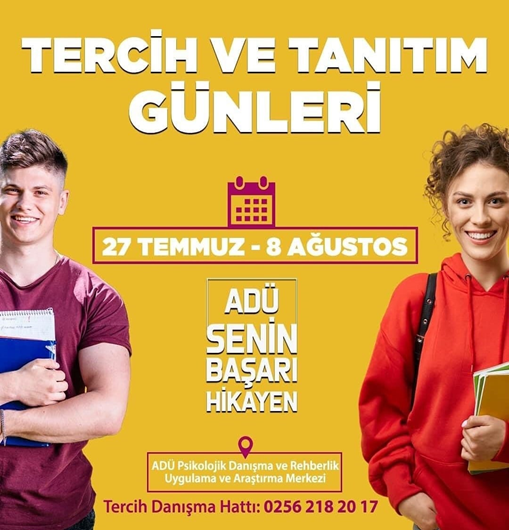 TERCİH VE TANITIM
GÜNLERİ
27 TEMMUZ - 8 AĞUSTOS
ADÜ
SENİN
BAŞARI
HİKAYEN
ADÜ Psikolojik Danışma ve Rehberlik
Uygulama ve Araştırma Merkezi
Tercih Danışma Hattı: 0256 218 20 17